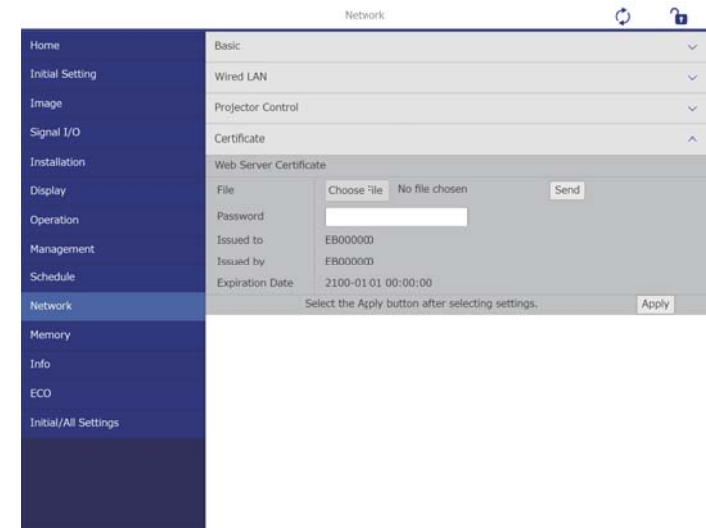 Network
Home
Initial Setting
Image
Signal I/O
Installation
Display
Operation
Management
Schedule
Network
Memory
Info
ECO
Initial/All Settings
Basic
Wired LAN
Projector Control
Certificate
Web Server Certificate
File Choose File No file chosen Send
Password
Issued to EB000000
Issued by EB000000
Expiration Date 2100-01 01 00:00:00
Select the Apply button after selecting settings. Apply